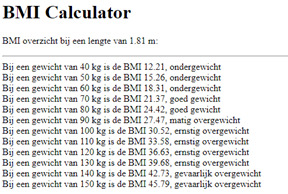 BMI Calculator
BMI overzicht bij een lengte van 1.81 m:
Bij een gewicht van 40 kg is de BMI 12.21, ondergewicht
Bij een gewicht van 50 kg is de BMI 15.26, ondergewicht
Bij een gewicht van 60 kg is de BMI 18.31, ondergewicht
Bij een gewicht van 70 kg is de BMI 21.37, goed gewicht
Bij een gewicht van 80 kg is de BMI 24.42, goed gewicht
Bij een gewicht van 90 kg is de BMI 27.47, matig overgewicht
Bij een gewicht van 100 kg is de BMI 30.52, ernstig overgewicht
Bij een gewicht van 110 kg is de BMI 33.58, ernstig overgewicht
Bij een gewicht van 120 kg is de BMI 36.63, ernstig overgewicht
Bij een gewicht van 130 kg is de BMI 39.68, ernstig overgewicht
Bij een gewicht van 140 kg is de BMI 42.73, gevaarlijk overgewicht
Bij een gewicht van 150 kg is de BMI 45.79, gevaarlijk overgewicht